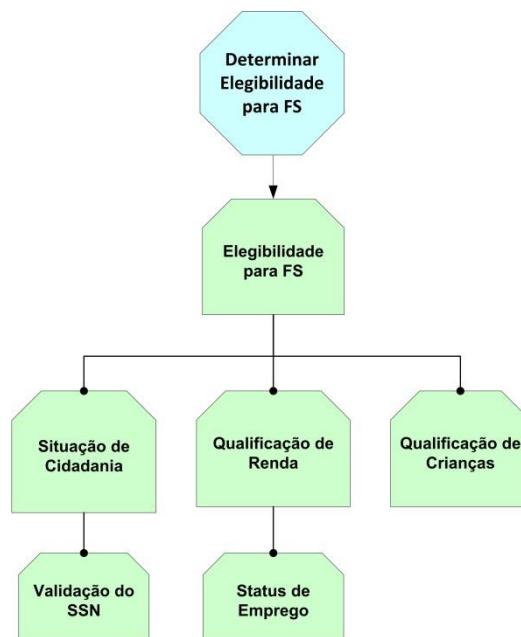 Determinar
Elegibilidade
para FS
Elegibilidade
para FS
Situação de
Cidadania
Qualificação de
Renda
Qualificação de
Crianças
Validação do
SSN
Status de
Emprego